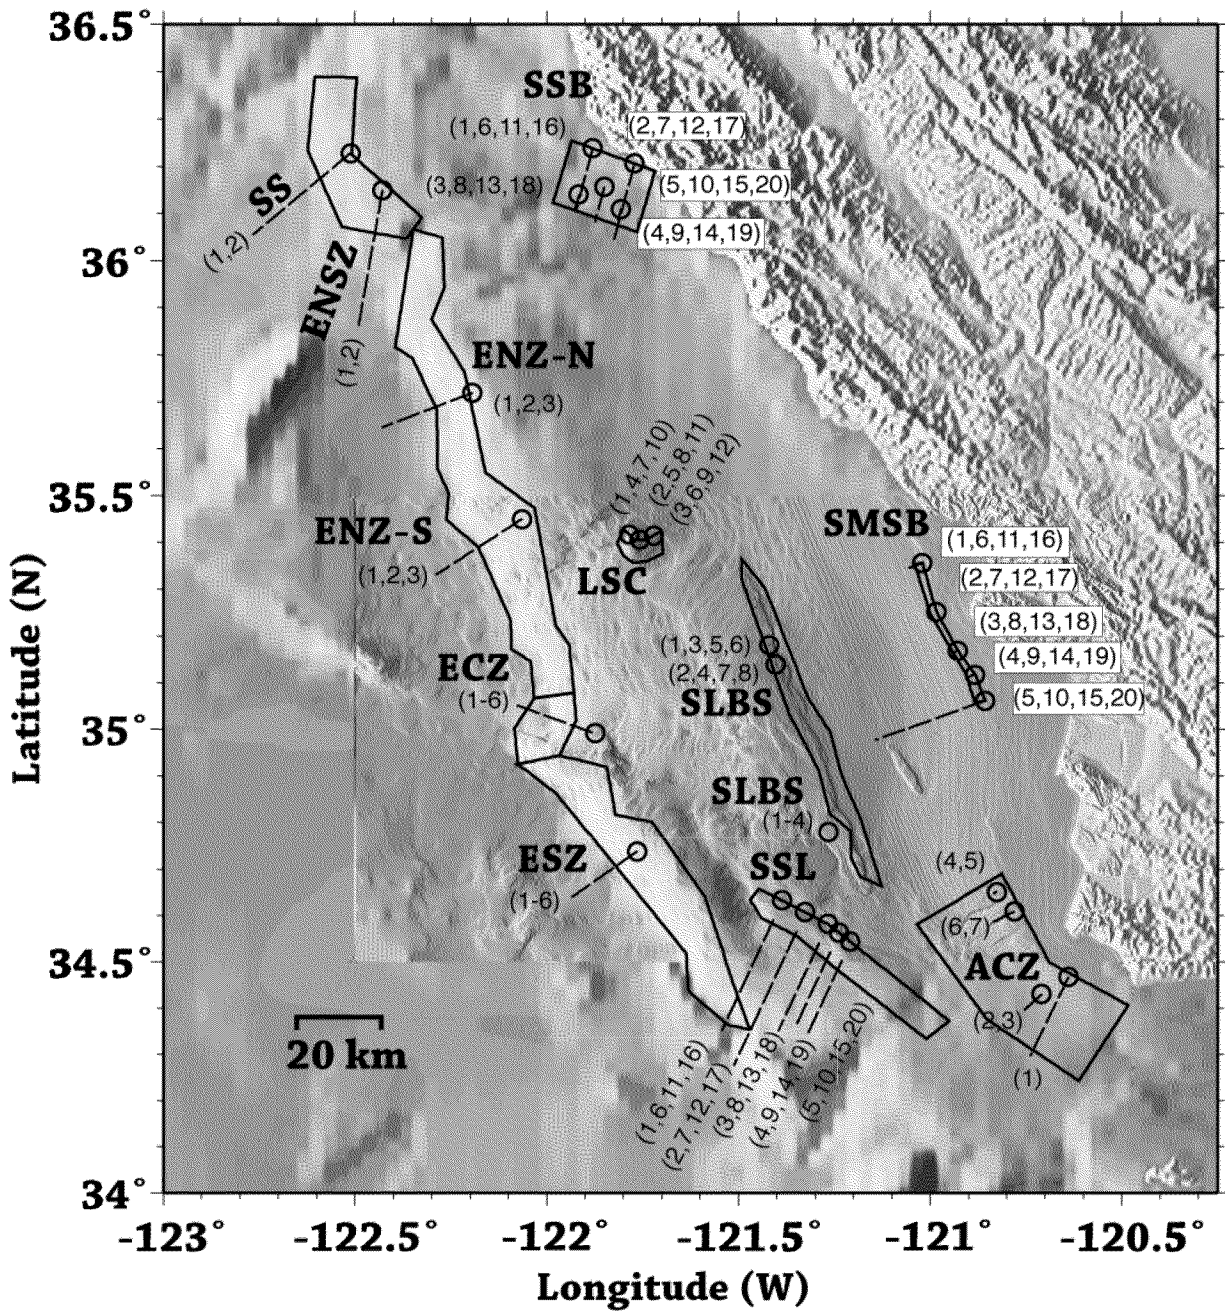 36.5°
SSB
(1,6,11,16)
(2,7,12,17)
(3,8,13,18)
(5,10,15,20)
(4,9,14,19)
SS
(1,2)
36°
ENSZ
(1,2)
ENZ-N
(1,2,3)
(1,4,7,10)
(2,5,8,11)
(3,6,9,12)
35.5°
ENZ-S
(1,2,3)
LSC
SMSB
(1,6,11,16)
(2,7,12,17)
(3,8,13,18)
(4,9,14,19)
(5,10,15,20)
(1,3,5,6)
(2,4,7,8)
SLBS
ECZ
(1-6)
35°
Latitude (N)
SLBS
(1-4)
ESZ
(1-6)
SSL
(4,5)
(6,7)
ACZ
(2,3)
(1)
34.5°
20 km
(1,6,11,16)
(2,7,12,17)
(3,8,13,18)
(4,9,14,19)
(5,10,15,20)
34°
-123°
-122.5°
-122°
-121.5°
-121°
-120.5°
Longitude (W)